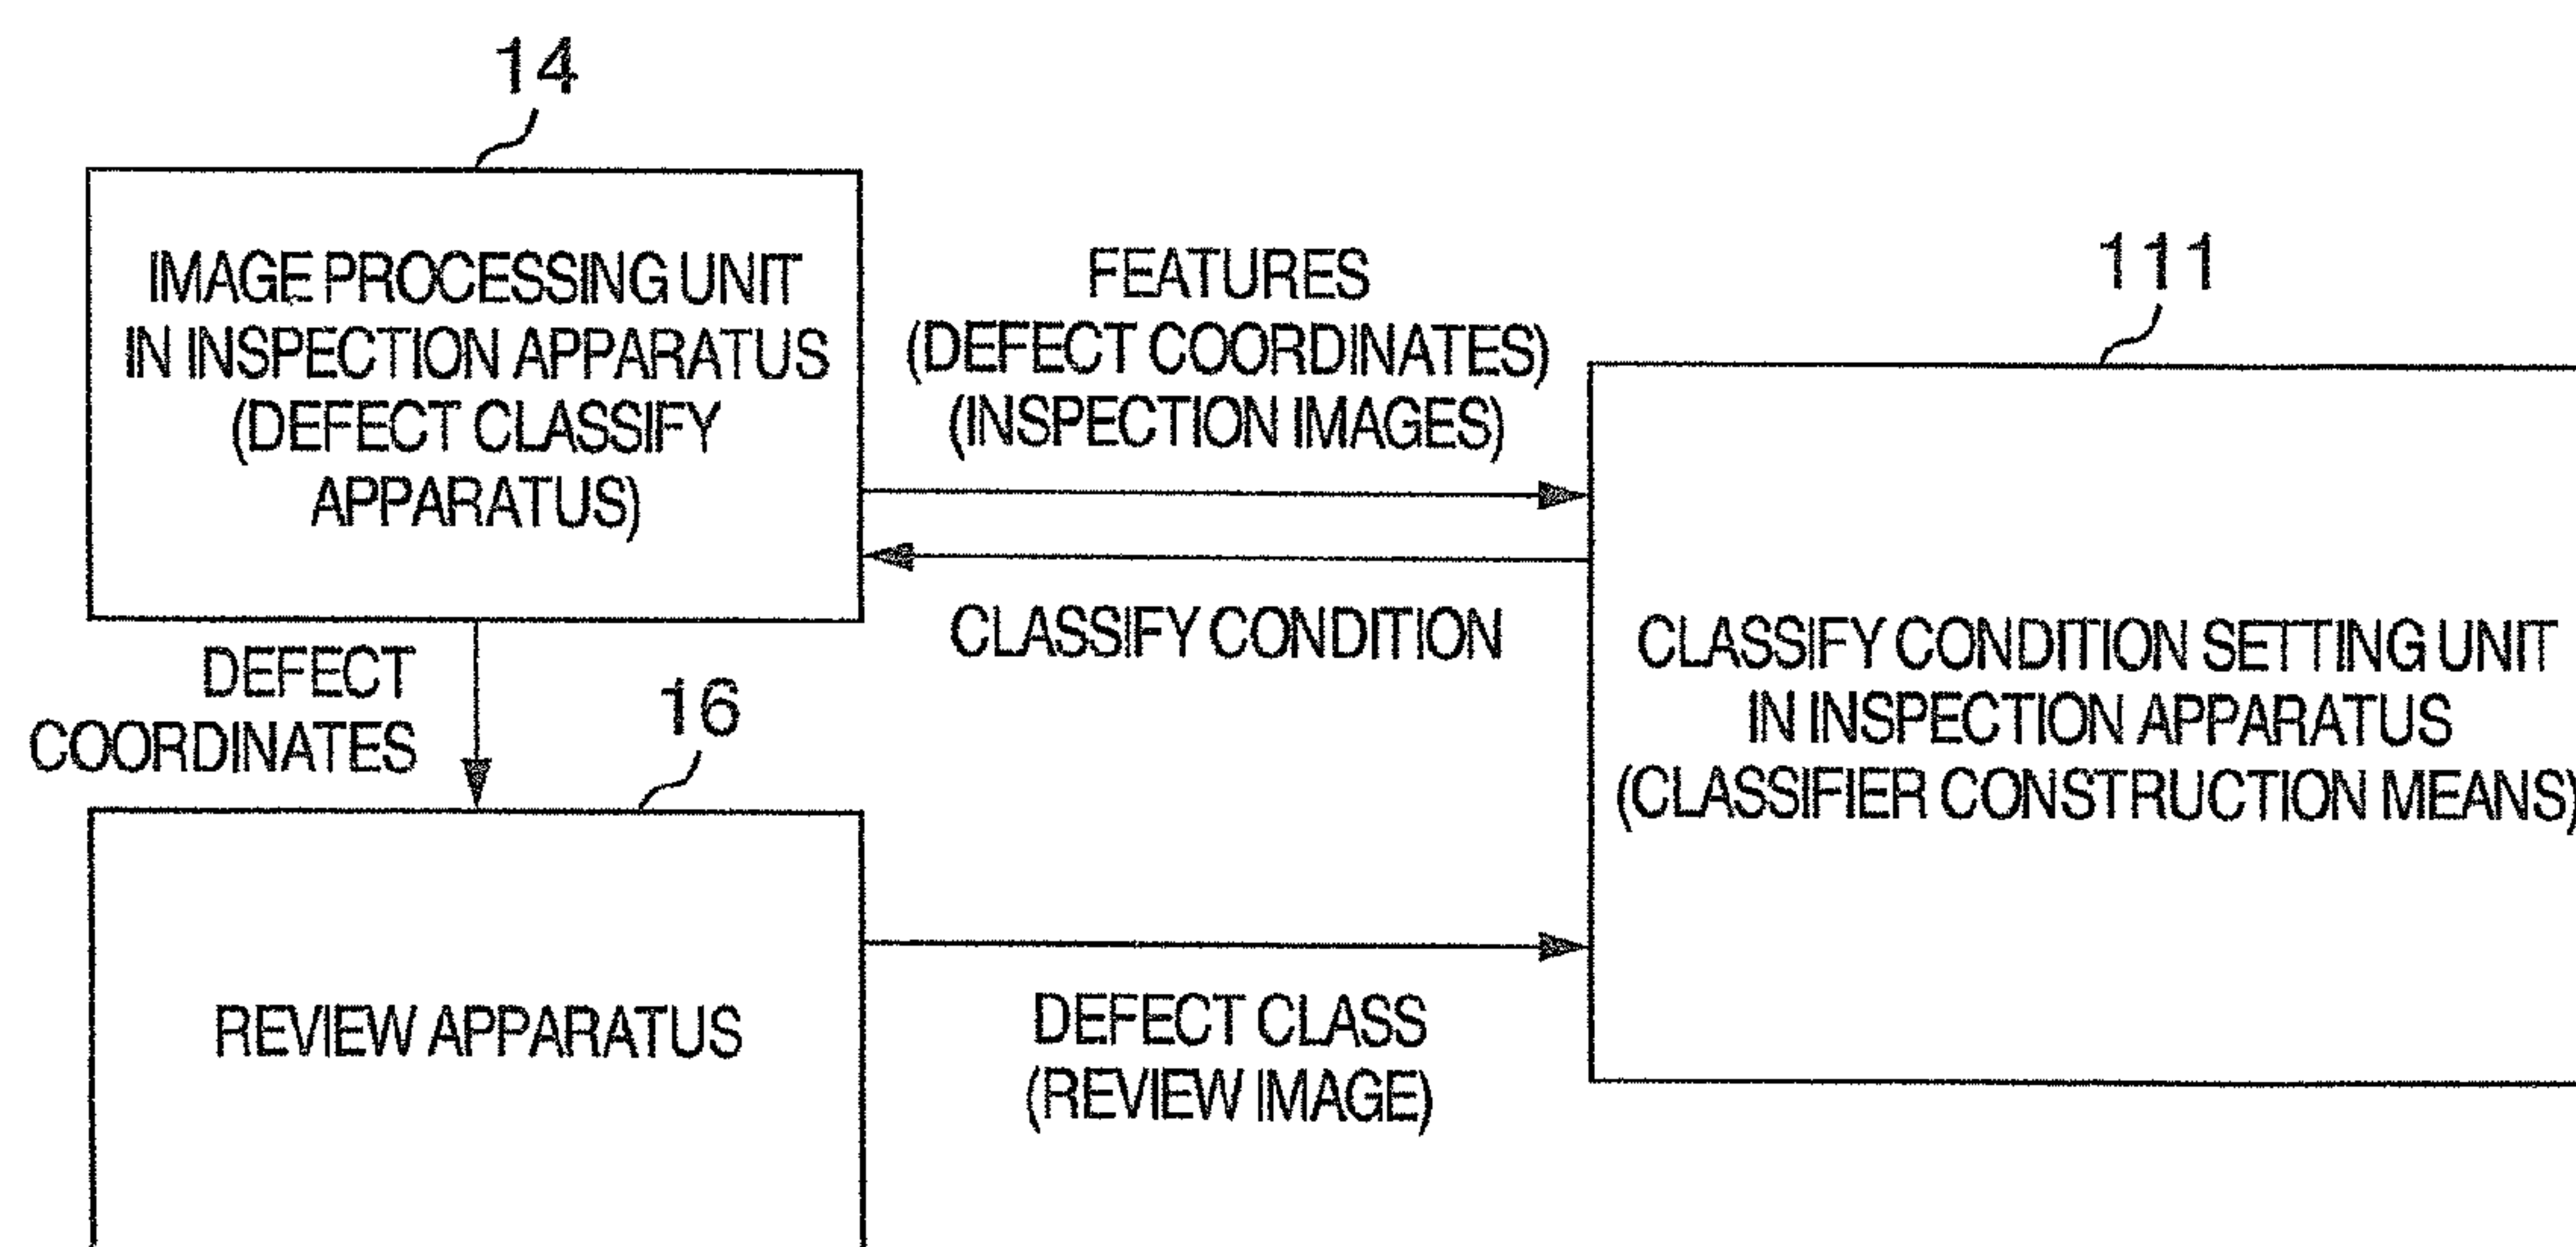 14
IMAGE PROCESSING UNIT
IN INSPECTION APPARATUS
(DEFECT CLASSIFY
APPARATUS)
FEATURES
(DEFECT COORDINATES)
(INSPECTION IMAGES)
CLASSIFY CONDITION
111
CLASSIFY CONDITION SETTING UNIT
IN INSPECTION APPARATUS
(CLASSIFIER CONSTRUCTION MEANS)
DEFECT
COORDINATES
16
REVIEW APPARATUS
DEFECT CLASS
(REVIEW IMAGE)